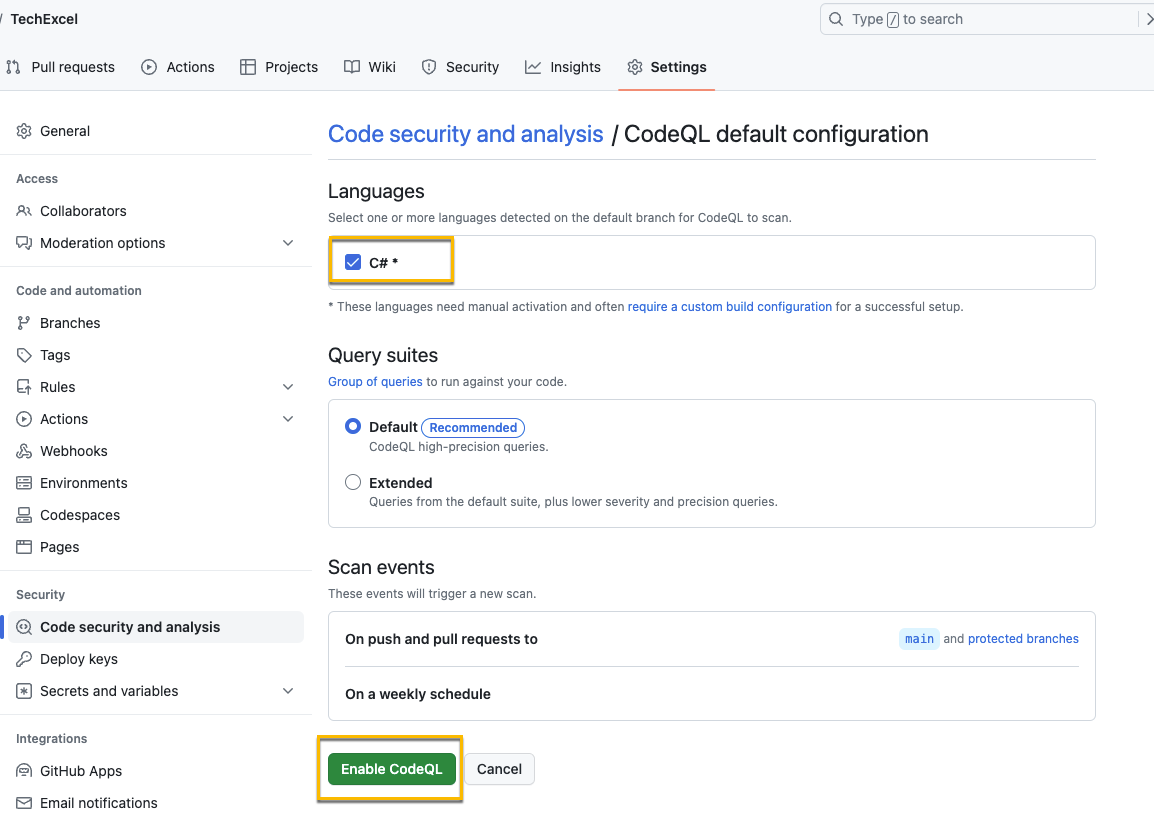 / TechExcel
Type / to search
Pull requests
Actions
Projects
Wiki
Security
Insights
Settings
General
Access
Collaborators
Moderation options
Code and automation
Branches
Tags
Rules
Actions
Webhooks
Environments
Codespaces
Pages
Security
Code security and analysis
Deploy keys
Secrets and variables
Integrations
GitHub Apps
Email notifications
Code security and analysis / CodeQL default configuration
Languages
Select one or more languages detected on the default branch for CodeQL to scan.
C# *
* These languages need manual activation and often require a custom build configuration for a successful setup.
Query suites
Group of queries to run against your code.
Default Recommended
CodeQL high-precision queries.
Extended
Queries from the default suite, plus lower severity and precision queries.
Scan events
These events will trigger a new scan.
On push and pull requests to main and protected branches
On a weekly schedule
Enable CodeQL
Cancel